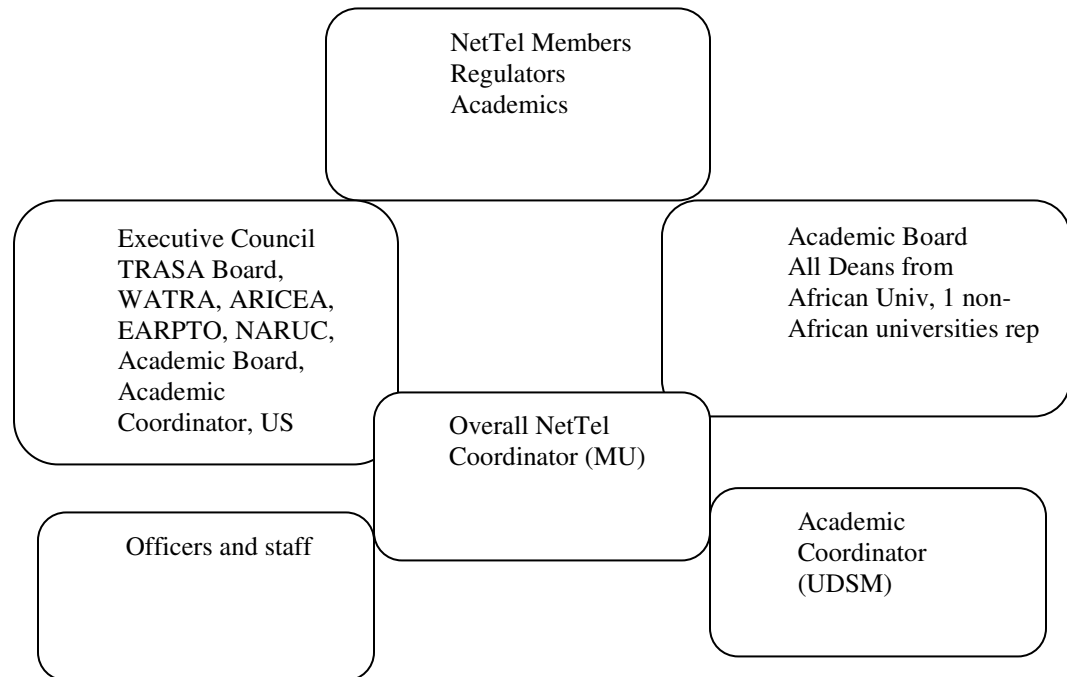 NetTel Members
Regulators
Academics
Executive Council
TRASA Board,
WATRA, ARICEA,
EARPTO, NARUC,
Academic Board,
Academic
Coordinator, US
Academic Board
All Deans from
African Univ, 1 non-
African universities rep
Overall NetTel
Coordinator (MU)
Officers and staff
Academic
Coordinator
(UDSM)